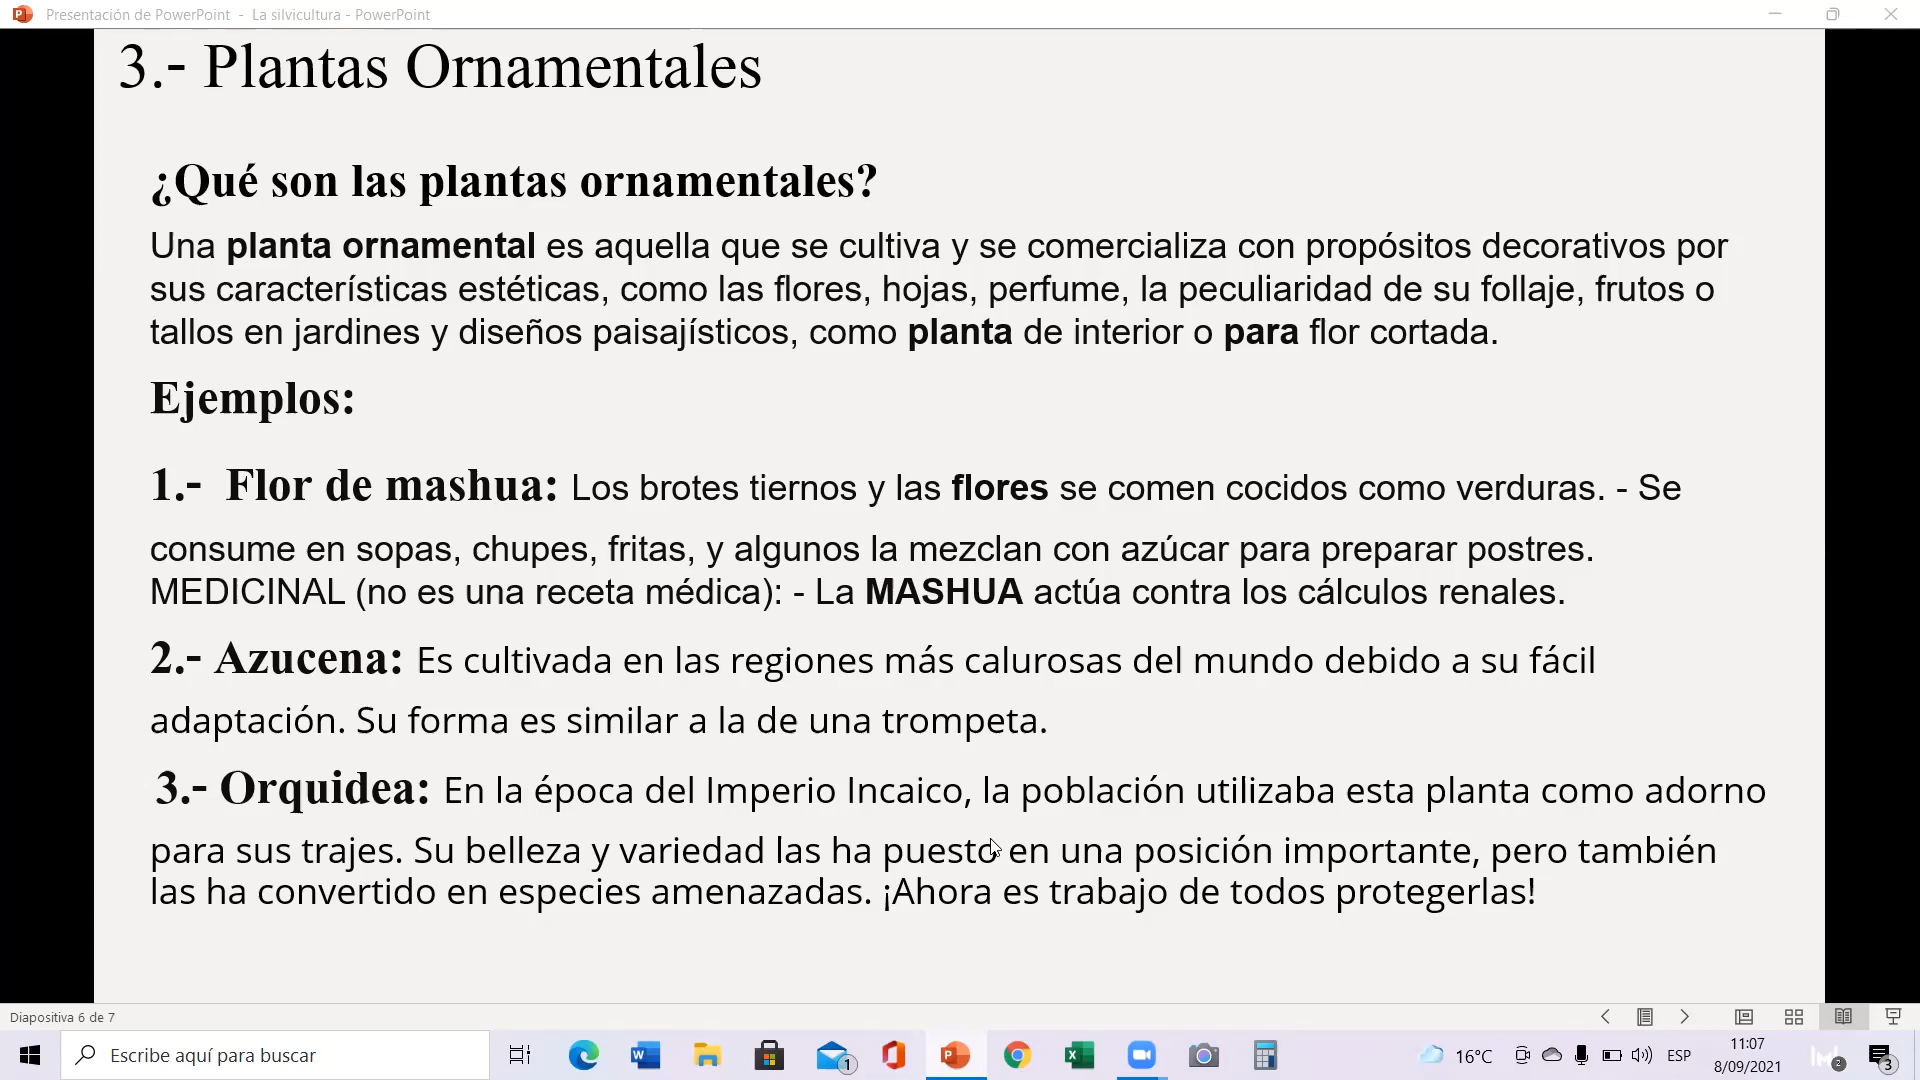 Presentación de PowerPoint - La silvicultura - PowerPoint
3.- Plantas Ornamentales
¿Qué son las plantas ornamentales?
Una planta ornamental es aquella que se cultiva y se comercializa con propósitos decorativos por
sus características estéticas, como las flores, hojas, perfume, la peculiaridad de su follaje, frutos o
tallos en jardines y diseños paisajísticos, como planta de interior o para flor cortada.
Ejemplos:
1.- Flor de mashua: Los brotes tiernos y las flores se comen cocidos como verduras. - Se
consume en sopas, chupes, fritas, y algunos la mezclan con azúcar para preparar postres.
MEDICINAL (no es una receta médica): - La MASHUA actúa contra los cálculos renales.
2.- Azucena: Es cultivada en las regiones más calurosas del mundo debido a su fácil
adaptación. Su forma es similar a la de una trompeta.
3.- Orquidea: En la época del Imperio Incaico, la población utilizaba esta planta como adorno
para sus trajes. Su belleza y variedad las ha puesto en una posición importante, pero también
las ha convertido en especies amenazadas. ¡Ahora es trabajo de todos protegerlas!
Diapositiva 6 de 7
Escribe aquí para buscar
1
16°C
ESP
11:07
8/09/2021
2
3